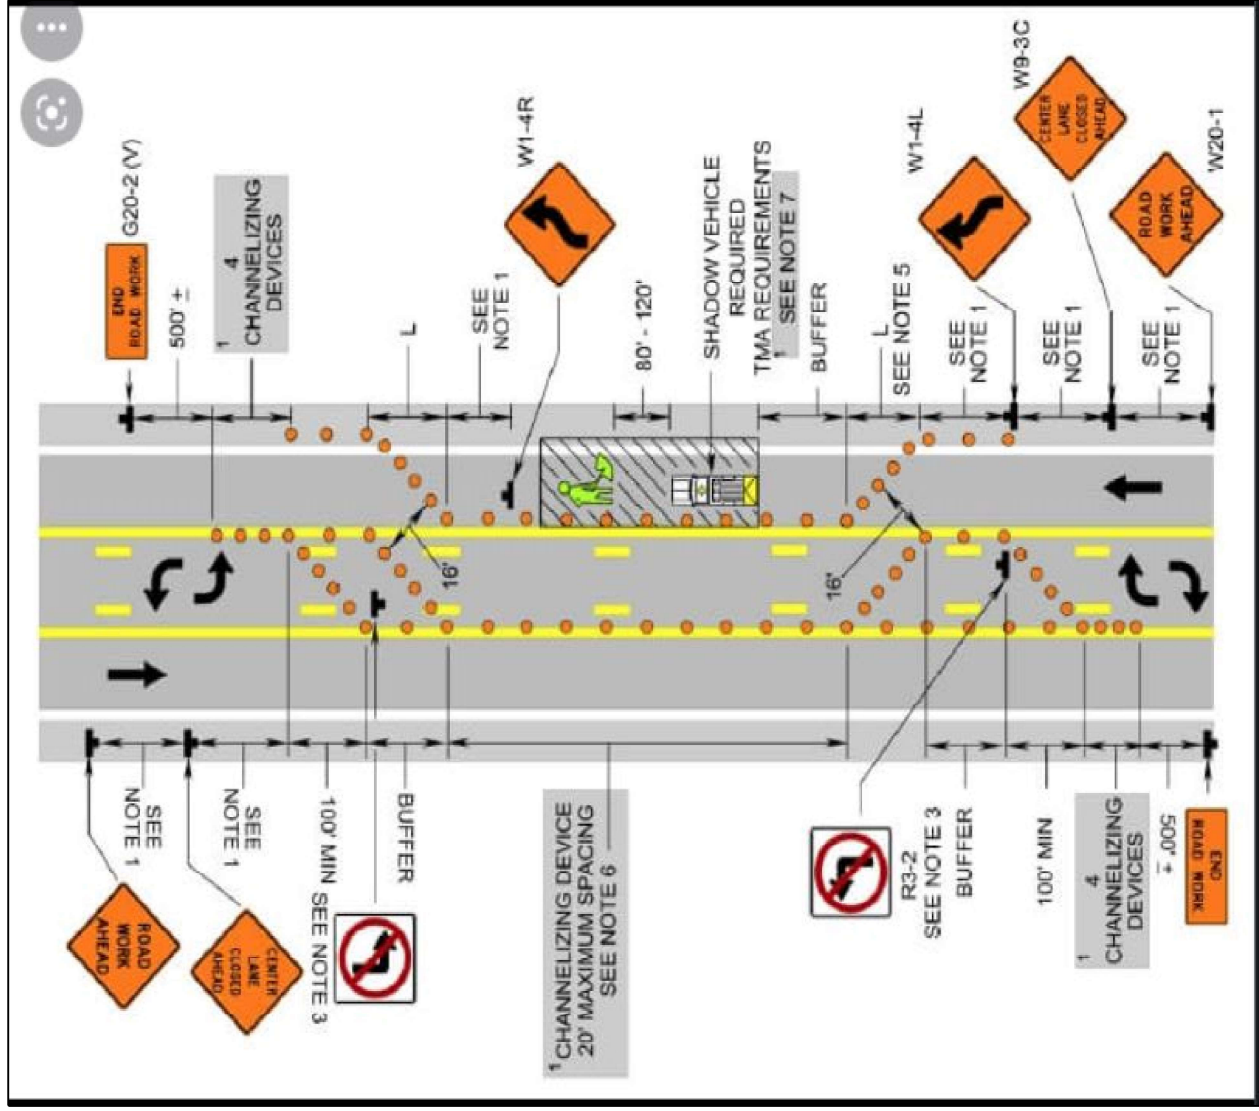 G20-2 (V)
END
ROAD WORK
500' ±
1
4
CHANNELIZING
DEVICES
L
SEE
NOTE 1
W1-4R
80' - 120'
SHADOW VEHICLE
REQUIRED
TMA REQUIREMENTS
1
SEE NOTE 7
BUFFER
L
SEE NOTE 5
W1-4L
SEE
NOTE 1
W9-3C
CENTER
LANE
CLOSED
AHEAD
SEE
NOTE 1
W20-1
ROAD
WORK
AHEAD
SEE
NOTE 1
16'
16'
SEE
NOTE 1
ROAD
WORK
AHEAD
SEE
NOTE 1
CENTER
LANE
CLOSED
AHEAD
100' MIN
SEE NOTE 3
BUFFER
1
CHANNELIZING DEVICE
20' MAXIMUM SPACING
SEE NOTE 6
R3-2
SEE NOTE 3
BUFFER
100' MIN
1
4
CHANNELIZING
DEVICES
500' ±
END
ROAD WORK